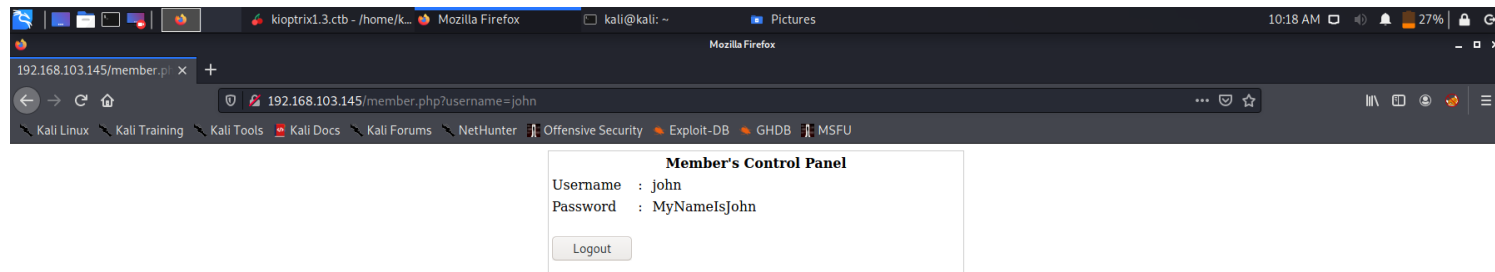 kioptrix1.3.ctb - /home/k... Mozilla Firefox kali@kali: ~ Pictures 10:18 AM 27%
Mozilla Firefox
192.168.103.145/member.p
192.168.103.145/member.php?username=john
Kali Linux Kali Training Kali Tools Kali Docs Kali Forums NetHunter Offensive Security Exploit-DB GHDB MSFU
Member's Control Panel
Username : john
Password : MyNameIsJohn
Logout